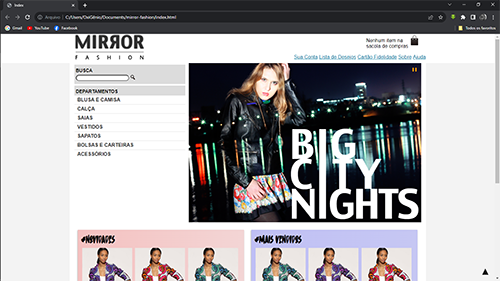 Index
Arquivo C:/Users/
/Documents/mirror-fashion/index.html
Gmail YouTube Facebook Todos os favoritos
MIRROR
FASHION
Nenhum item na
sacola de compras
Sua Conta Lista de Desejos Cartão Fidelidade Sobre Ajuda
BUSCA
DEPARTAMENTOS
BLUSA E CAMISA
CALÇA
SAIAS
VESTIDOS
SAPATOS
BOLSAS E CARTEIRAS
ACESSÓRIOS
BIG
CITY
NIGHTS
#NOVIDADES
#MAIS VENDIDOS